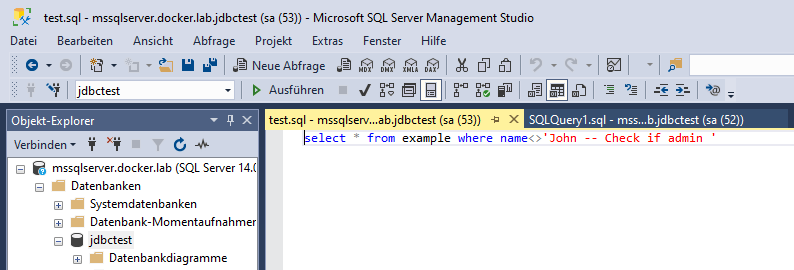 test.sql - mssqlserver.docker.lab.jdbctest (sa (53)) - Microsoft SQL Server Management Studio
Datei Bearbeiten Ansicht Abfrage Projekt Extras Fenster Hilfe
Neue Abfrage MDX DMX XMLA DAX
jdbctest Ausführen
Objekt-Explorer
test.sql - mssqlserv...ab.jdbctest (sa (53)) SQLQuery1.sql - mss...b.jdbctest (sa (52))
Verbinden
select * from example where name<>'John -- Check if admin '
mssqlserver.docker.lab (SQL Server 14.0
Datenbanken
Systemdatenbanken
Datenbank-Momentaufnahmen
jdbctest
Datenbankdiagramme